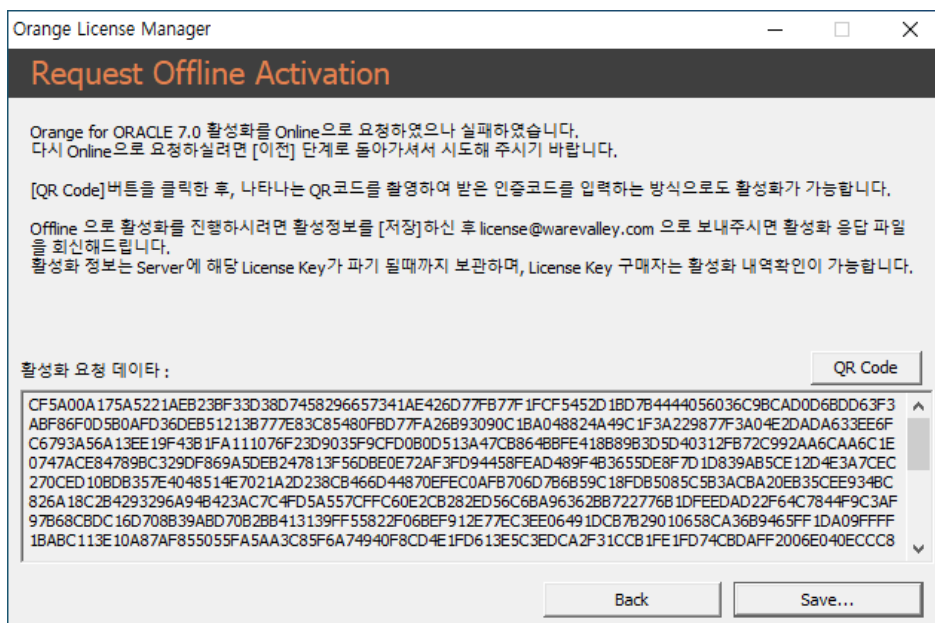 Orange License Manager
Request Offline Activation
Orange for ORACLE 7.0 활성화를 Online으로 요청하였으나 실패하였습니다.
다시 Online으로 요청하실려면 [이전] 단계로 돌아가셔서 시도해 주시기 바랍니다.
[QR Code]버튼을 클릭한 후, 나타나는 QR코드를 촬영하여 받은 인증코드를 입력하는 방식으로도 활성화가 가능합니다.
Offline 으로 활성화를 진행하시려면 활성정보를 [저장]하신 후 license@warevalley.com 으로 보내주시면 활성화 응답 파일
을 회신해드립니다.
활성화 정보는 Server에 해당 License Key가 파기 될때까지 보관하며, License Key 구매자는 활성화 내역확인이 가능합니다.
활성화 요청 데이타 :
QR Code
CF5A00A175A5221AEB23BF33D38D7458296657341AE426D77FB77F1FCF5452D1BD7B4444056036C9BCAD0D6BDD63F3
ABF86F0D5B0AFD36DEB51213B777E83C85480FBD77FA26B93090C1BA048824A49C1F3A229877F3A04E2DADA633EE6F
C6793A56A13EE19F43B1FA111076F23D9035F9CFD0B0D513A47CB864BBFE418B89B3D5D40312FB72C992AA6CAA6C1E
0747ACE84789BC329DF869A5DEB247813F56DBE0E72AF3FD94458FEAD489F4B3655DE8F7D1D839AB5CE12D4E3A7CEC
270CED10BDB357E4048514E7021A2D238CB466D44870EFEC0AFB706D7B6B59C18FDB5085C5B3ACBA20EB35CEE934BC
826A18C2B4293296A94B423AC7C4FD5A557CFFC60E2CB282ED56C6BA96362BB722776B1DFEEDAD22F64C7844F9C3AF
97B68CBDC16D708B39ABD70B2BB413139FF55822F06BEF912E77EC3EE06491DCB7B29010658CA36B9465FF1DA09FFFF
1BABC113E10A87AF855055FA5AA3C85F6A74940F8CD4E1FD613E5C3EDCA2F31CCB1FE1FD74CBDAFF2006E040ECCC8
Back
Save...